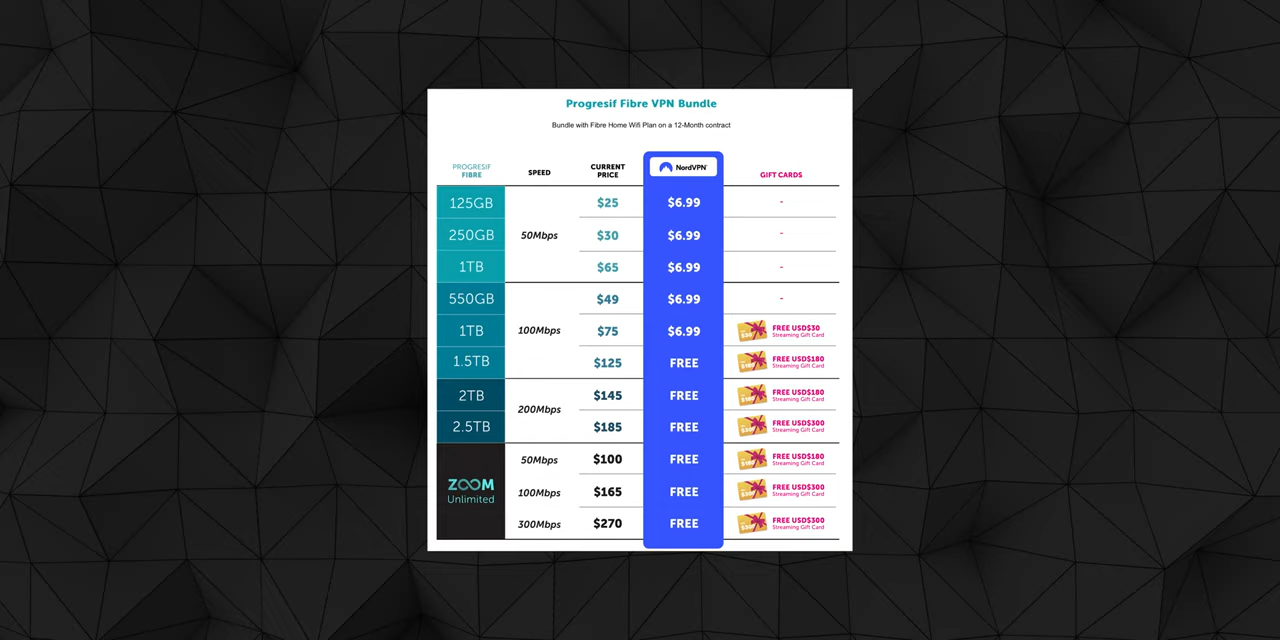 Progresif Fibre VPN Bundle
Bundle with Fibre Home Wifi Plan on a 12-Month contract
PROGRESIF FIBRE SPEED CURRENT PRICE NordVPN GIFT CARDS
125GB $25 $6.99 -
250GB 50Mbps $30 $6.99 -
1TB $65 $6.99 -
550GB $49 $6.99 -
1TB 100Mbps $75 $6.99 FREE USD$30
Streaming Gift Card
1.5TB $125 FREE FREE USD$180
Streaming Gift Card
2TB 200Mbps $145 FREE FREE USD$180
Streaming Gift Card
2.5TB $185 FREE FREE USD$300
Streaming Gift Card
ZOOM
Unlimited
50Mbps $100 FREE FREE USD$180
Streaming Gift Card
100Mbps $165 FREE FREE USD$300
Streaming Gift Card
300Mbps $270 FREE FREE USD$300
Streaming Gift Card